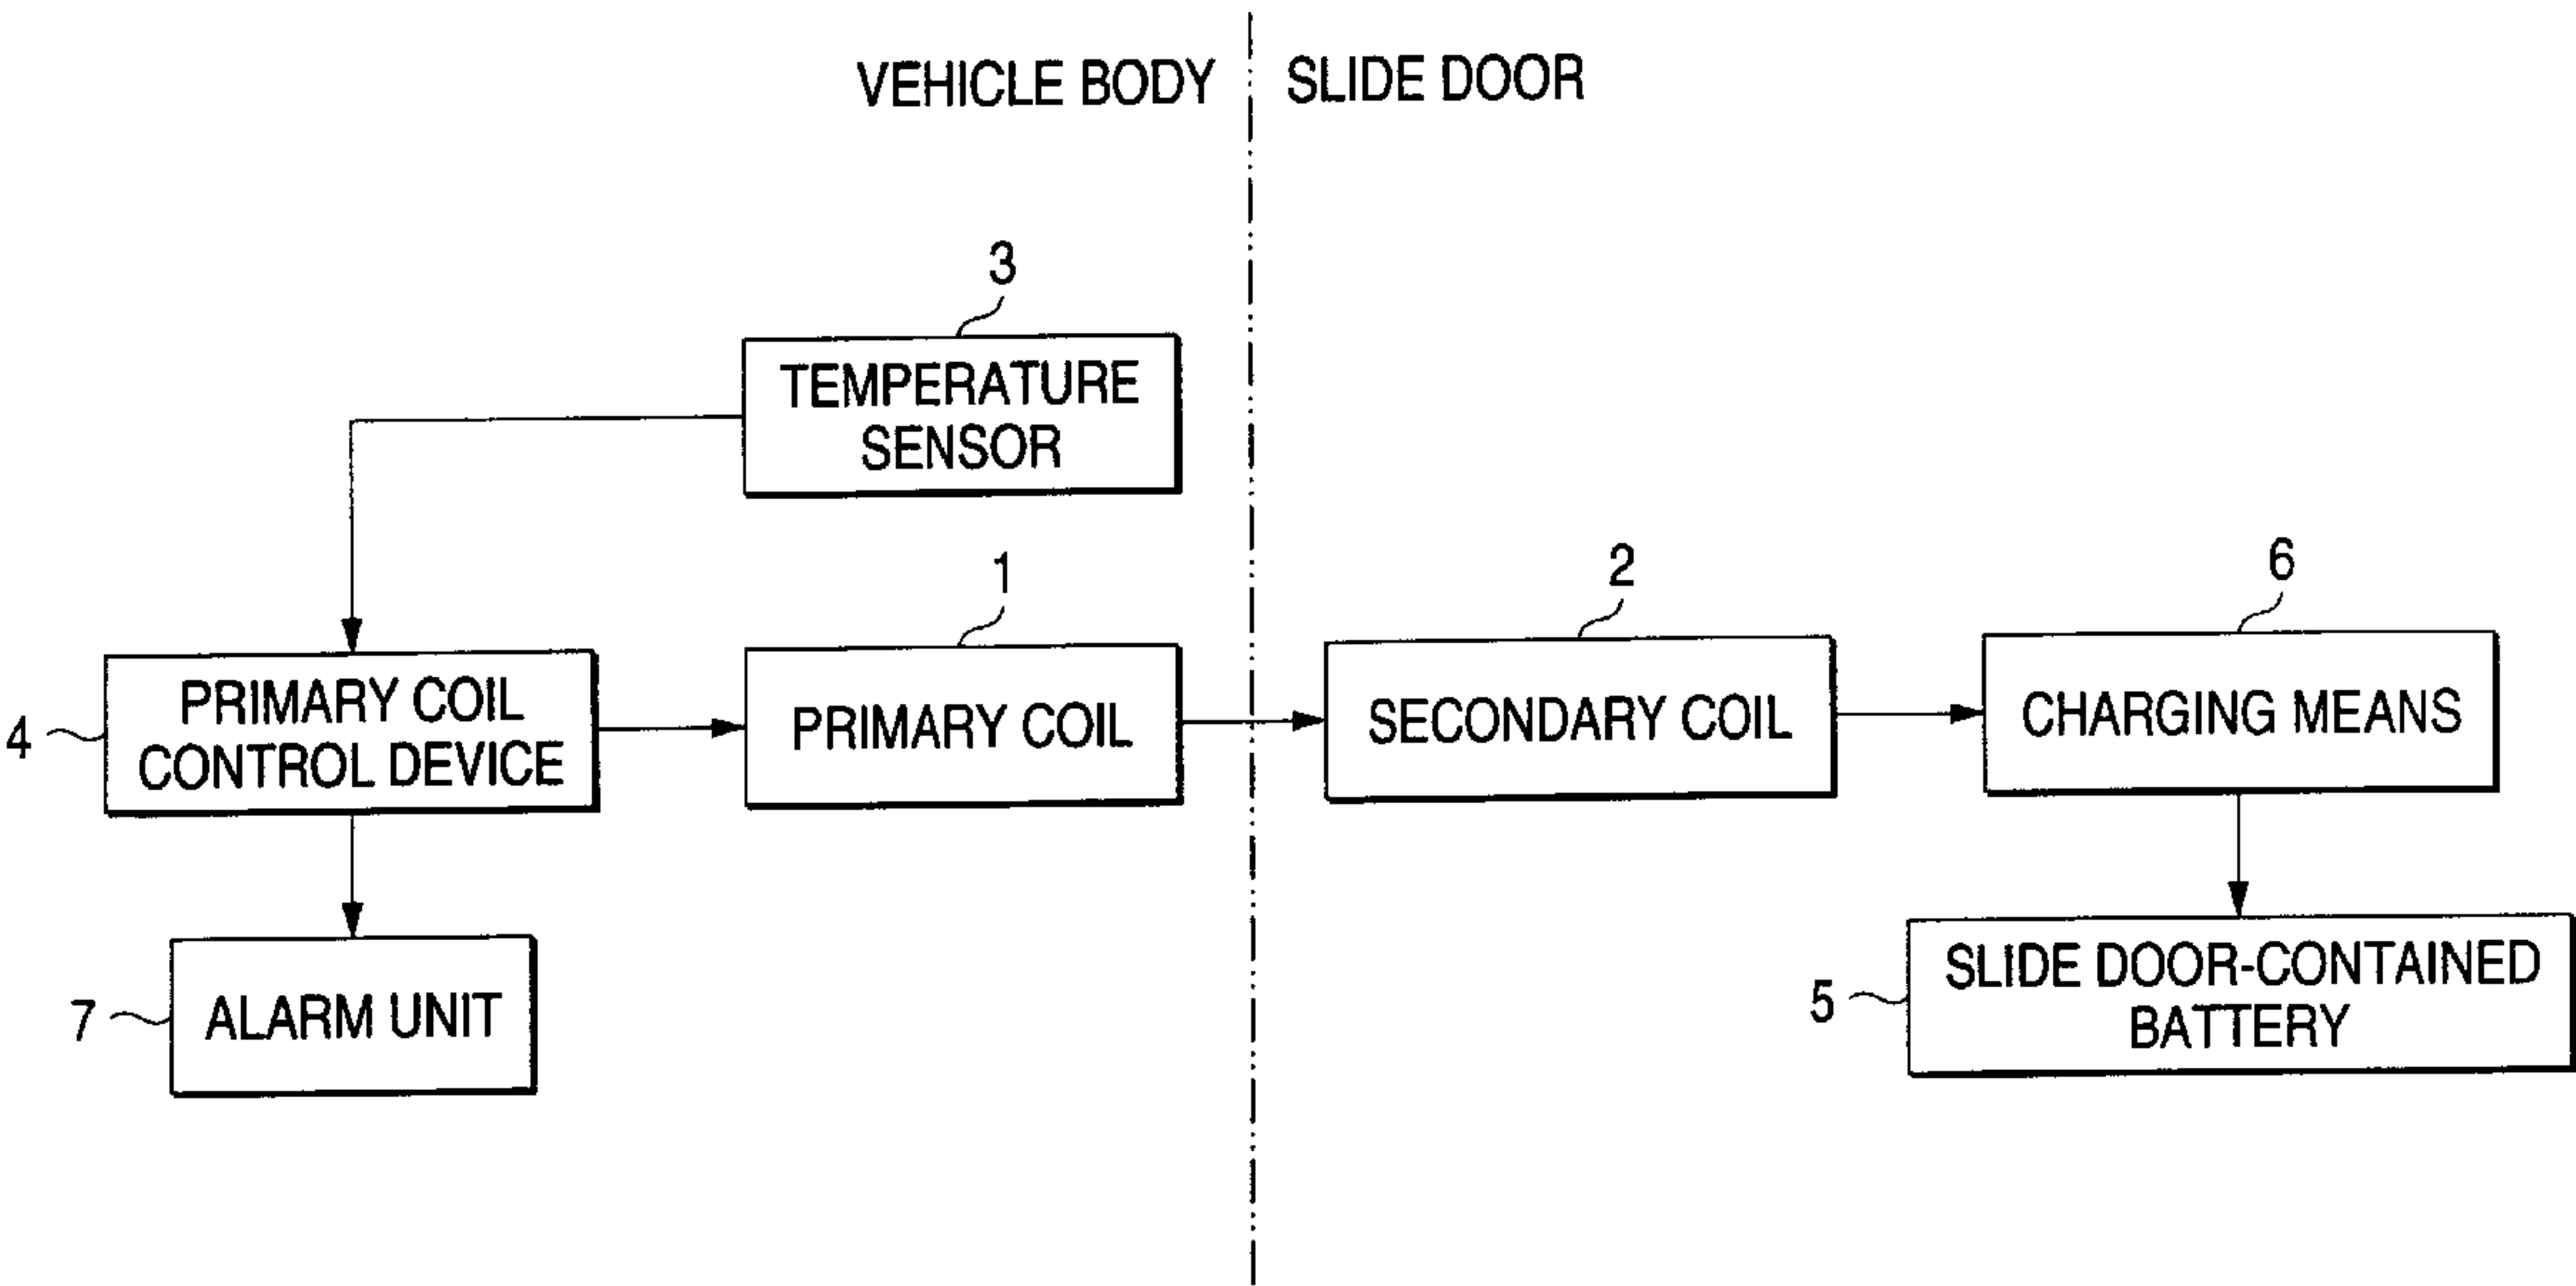 VEHICLE BODY
SLIDE DOOR
3
TEMPERATURE
SENSOR
1
2
6
4
PRIMARY COIL
CONTROL DEVICE
PRIMARY COIL
SECONDARY COIL
CHARGING MEANS
7
ALARM UNIT
5
SLIDE DOOR-CONTAINED
BATTERY